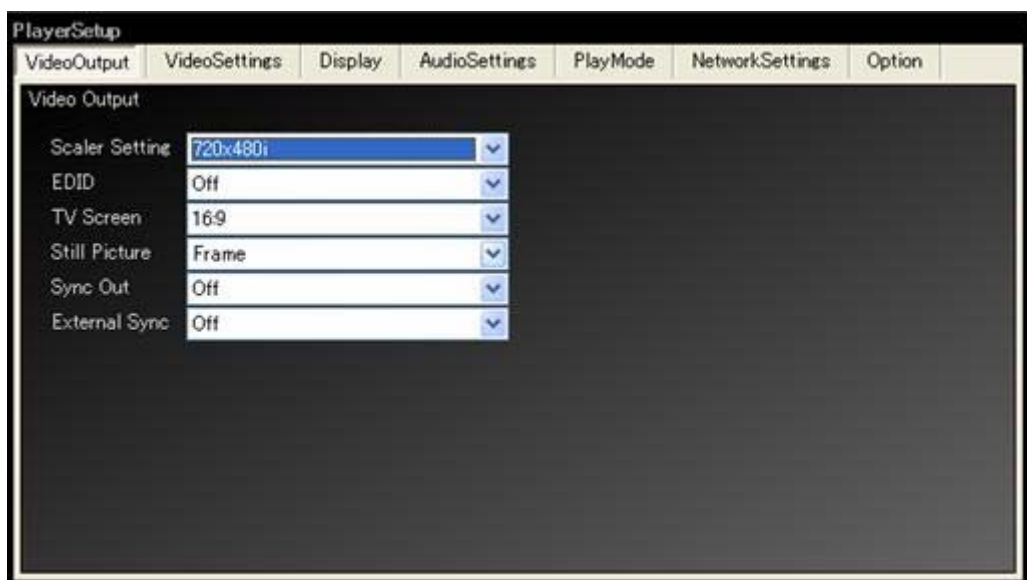 PlayerSetup
VideoOutput VideoSettings Display AudioSettings PlayMode NetworkSettings Option
Video Output
Scaler Setting 720x480i
EDID Off
TV Screen 16:9
Still Picture Frame
Sync Out Off
External Sync Off